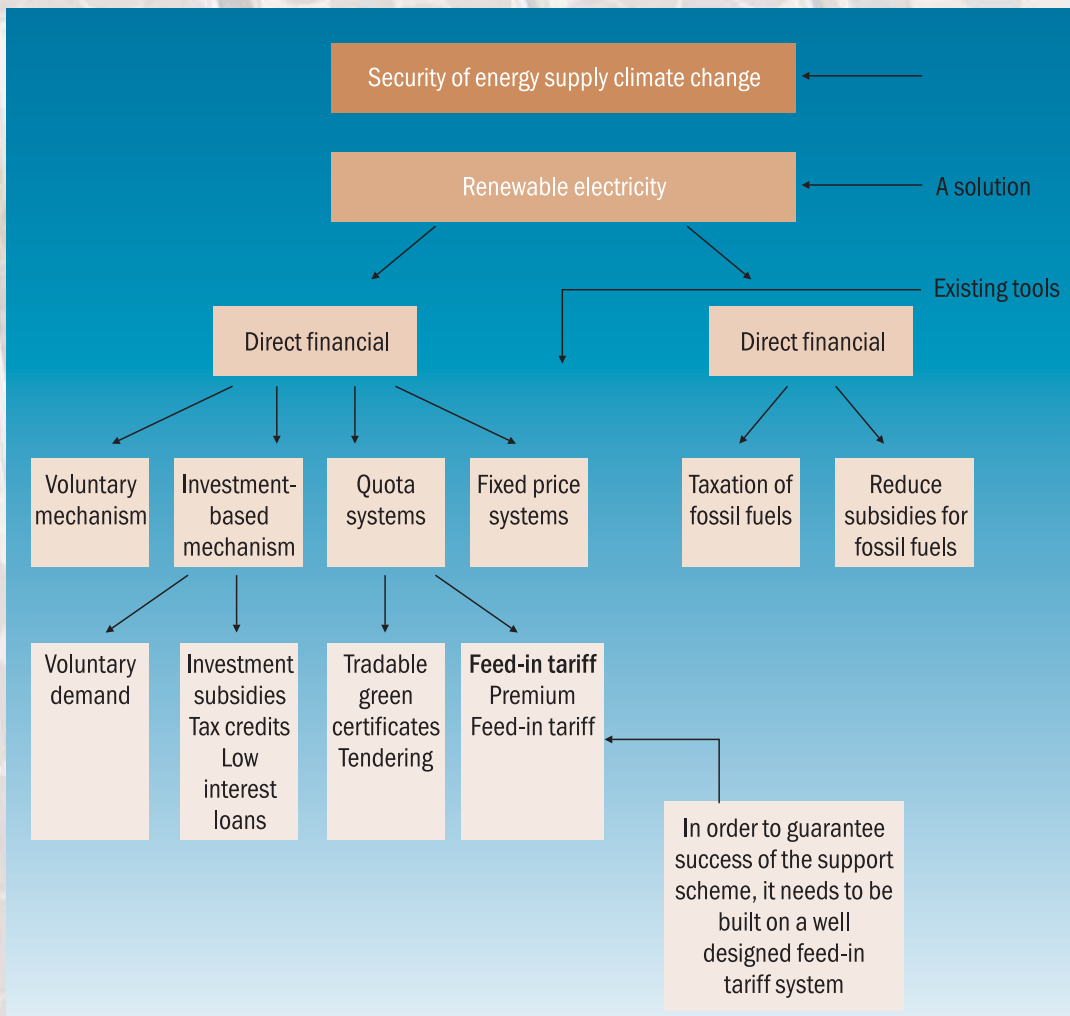 Security of energy supply climate change
Renewable electricity
A solution
Existing tools
Direct financial
Direct financial
Voluntary
mechanism
Investment-
based
mechanism
Quota
systems
Fixed price
systems
Taxation of
fossil fuels
Reduce
subsidies for
fossil fuels
Voluntary
demand
Investment
subsidies
Tax credits
Low
interest
loans
Tradable
green
certificates
Tendering
Feed-in tariff
Premium
Feed-in tariff
In order to guarantee
success of the support
scheme, it needs to be
built on a well
designed feed-in
tariff system